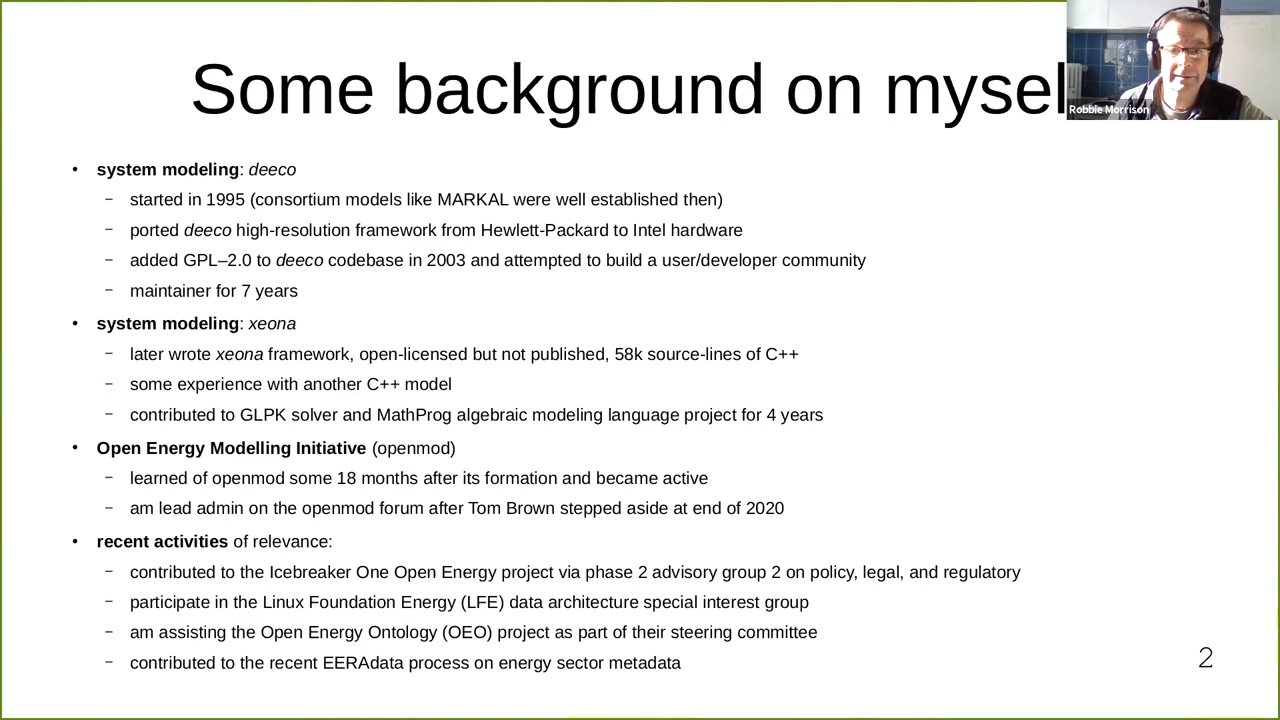 Some background on mysel
Robbie Morrison
• system modeling: deeco
– started in 1995 (consortium models like MARKAL were well established then)
– ported deeco high-resolution framework from Hewlett-Packard to Intel hardware
– added GPL–2.0 to deeco codebase in 2003 and attempted to build a user/developer community
– maintainer for 7 years
• system modeling: xeona
– later wrote xeona framework, open-licensed but not published, 58k source-lines of C++
– some experience with another C++ model
– contributed to GLPK solver and MathProg algebraic modeling language project for 4 years
• Open Energy Modelling Initiative (openmod)
– learned of openmod some 18 months after its formation and became active
– am lead admin on the openmod forum after Tom Brown stepped aside at end of 2020
• recent activities of relevance:
– contributed to the Icebreaker One Open Energy project via phase 2 advisory group 2 on policy, legal, and regulatory
– participate in the Linux Foundation Energy (LFE) data architecture special interest group
– am assisting the Open Energy Ontology (OEO) project as part of their steering committee
– contributed to the recent EERAdata process on energy sector metadata
2